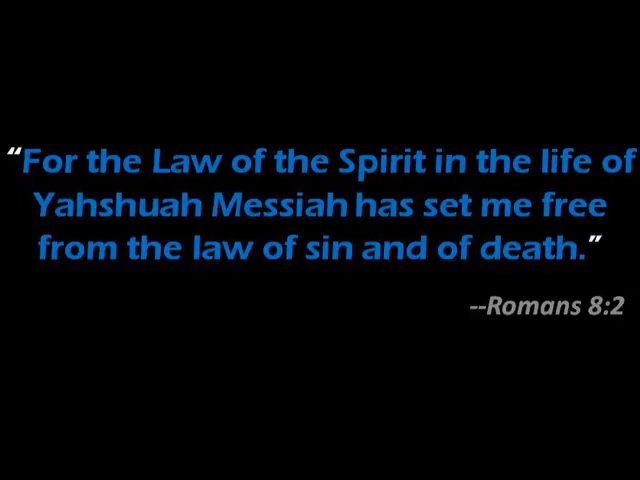 “For the Law of the Spirit in the life of
Yahshuah Messiah has set me free
from the law of sin and of death.”
--Romans 8:2